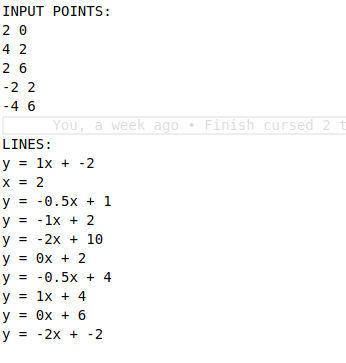 INPUT POINTS:
2 0
4 2
2 6
-2 2
-4 6
You, a week ago • Finish cursed 2 t
LINES:
y = 1x + -2
x = 2
y = -0.5x + 1
y = -1x + 2
y = -2x + 10
y = 0x + 2
y = -0.5x + 4
y = 1x + 4
y = 0x + 6
y = -2x + -2